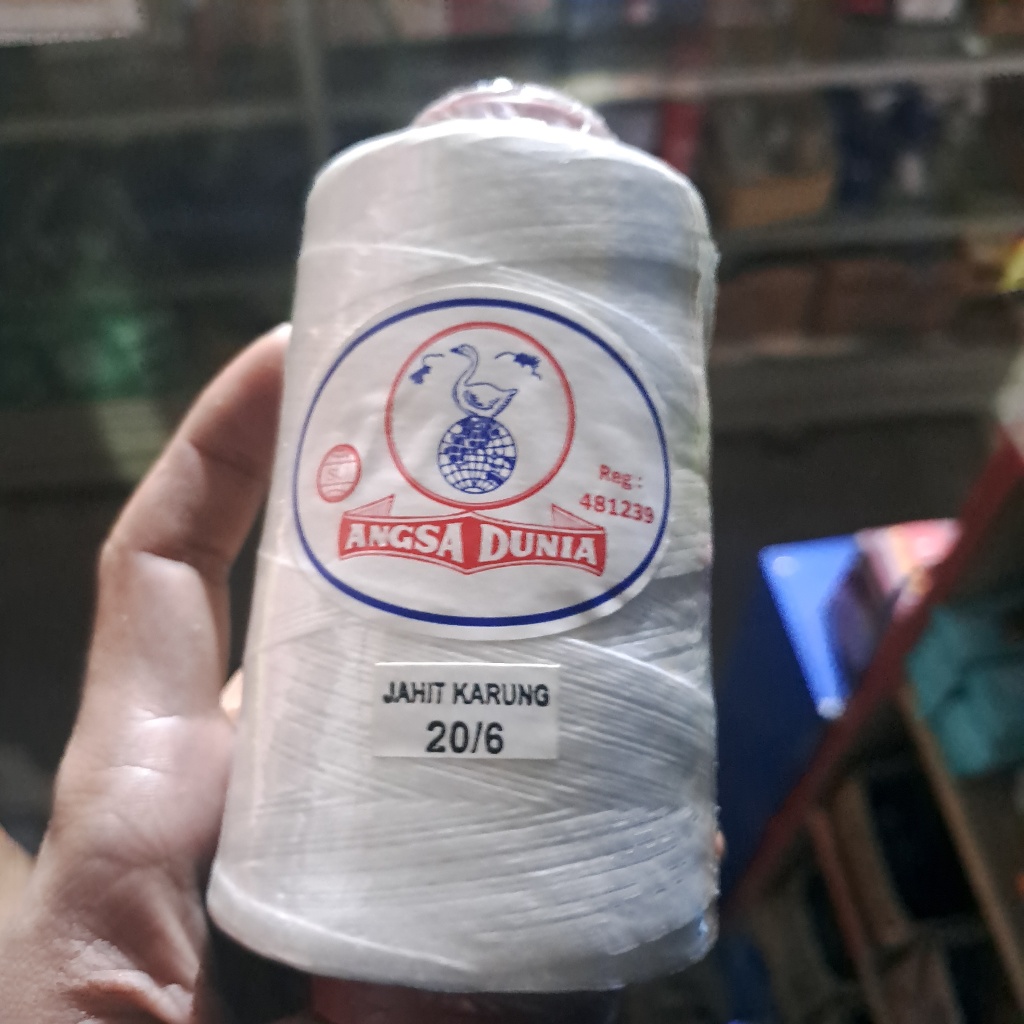 Reg:
481239
ANGSA DUNIA
JAHIT KARUNG
20/6